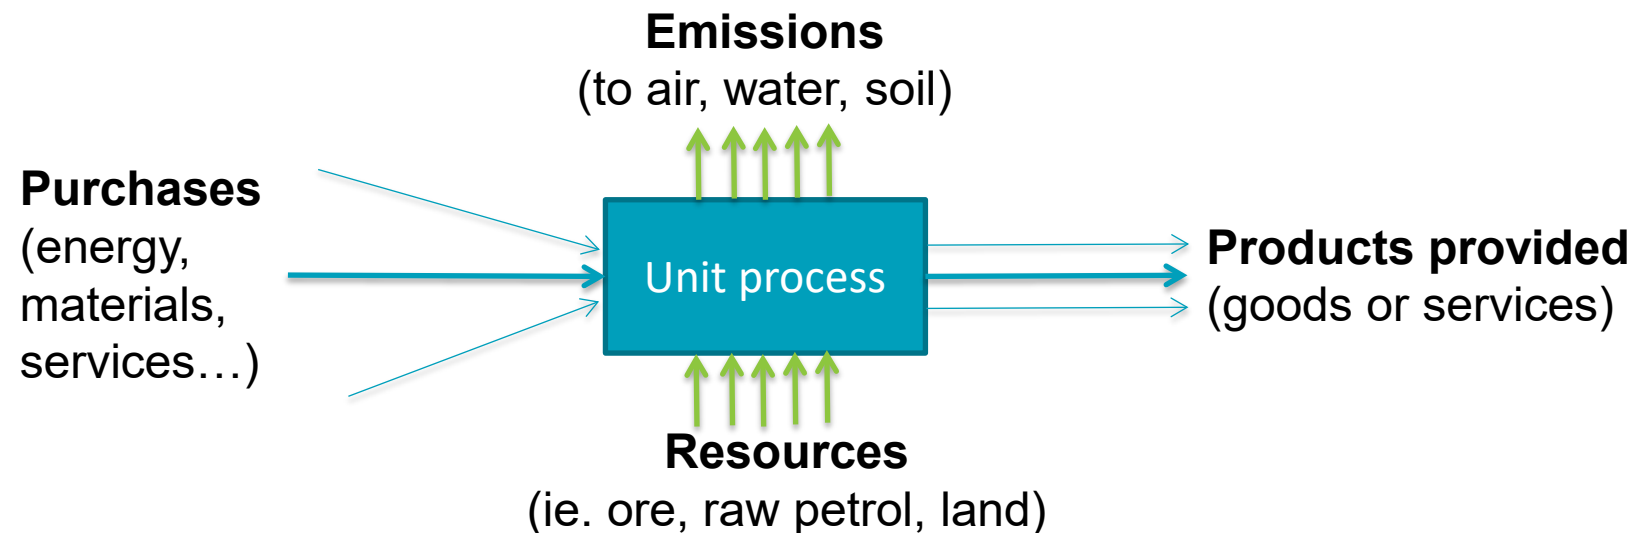 Emissions
(to air, water, soil)
Purchases
(energy,
materials,
services…)
Unit process
Products provided
(goods or services)
Resources
(ie. ore, raw petrol, land)